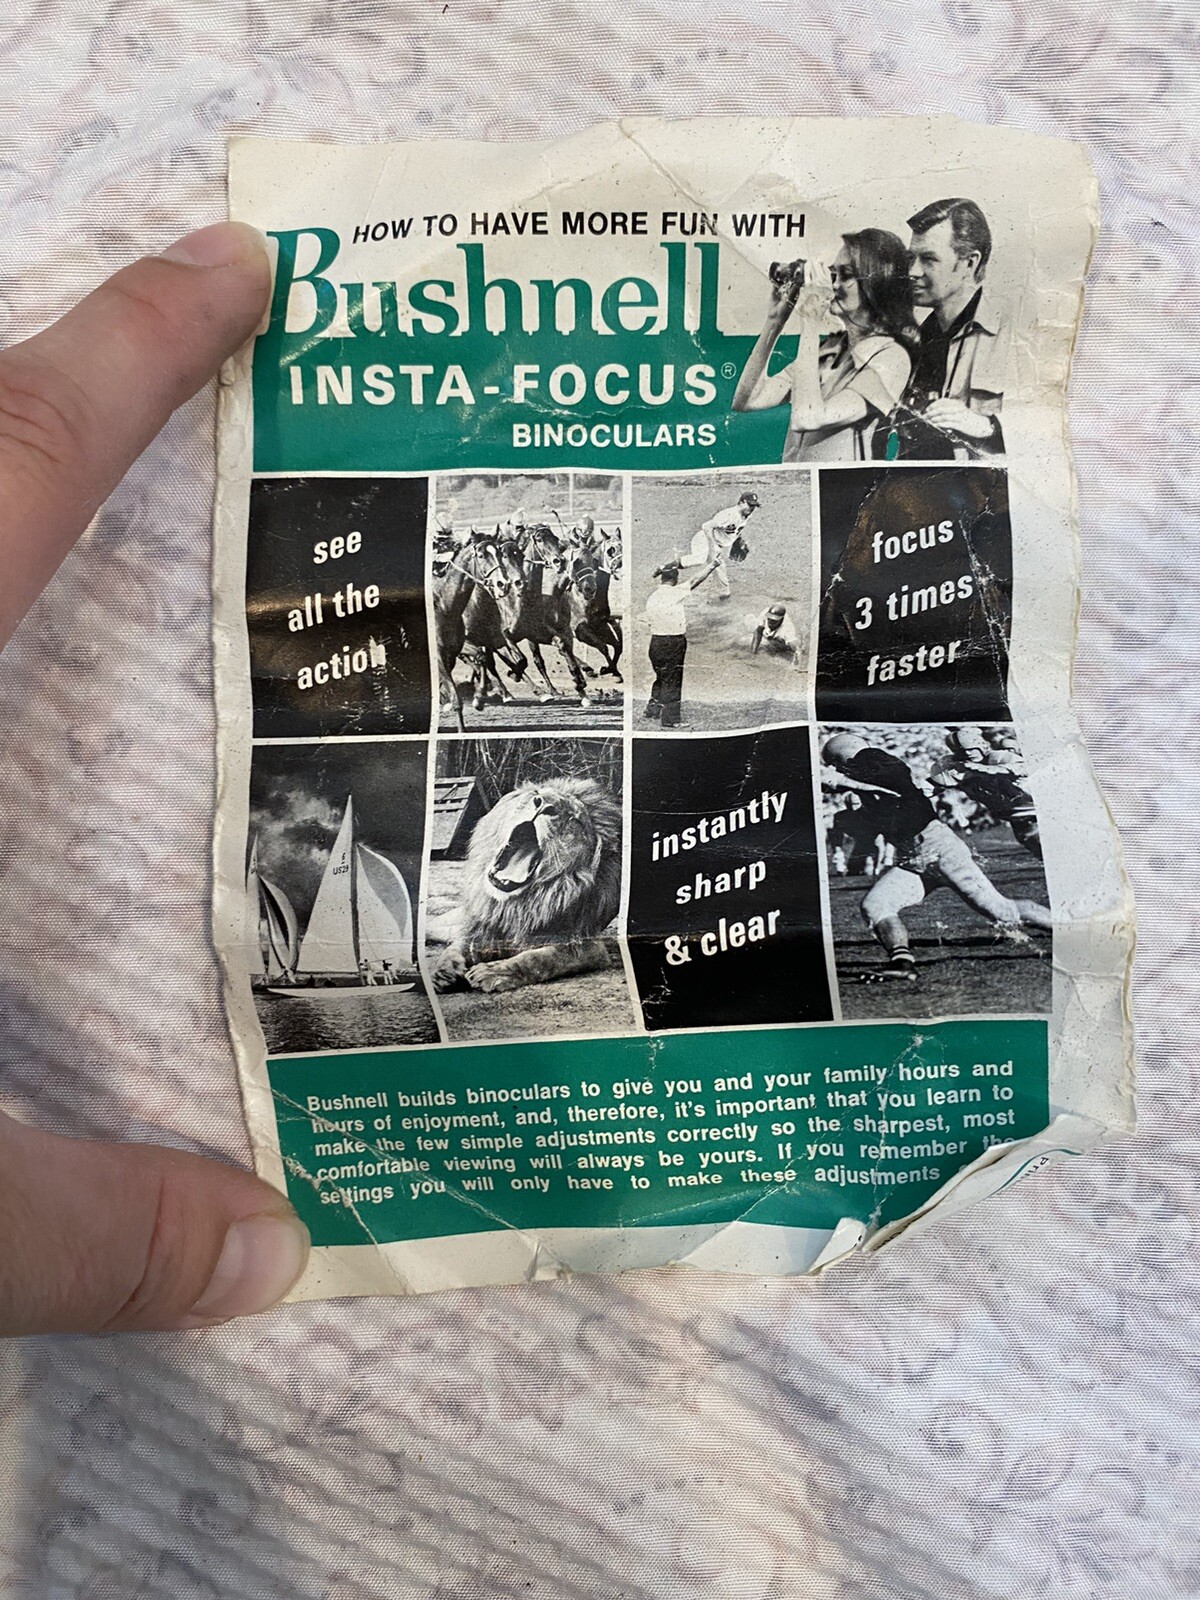 HOW TO HAVE MORE FUN WITH
Bushnell
INSTA-FOCUS®
BINOCULARS
see
all the
action
focus
3 times
faster
6
US29
instantly
sharp
& clear
Bushnell builds binoculars to give you and your family hours and
hours of enjoyment, and, therefore, it's important that you learn to
make the few simple adjustments correctly so the sharpest, most
comfortable viewing will always be yours. If you remember the
settings you will only have to make these adjustments